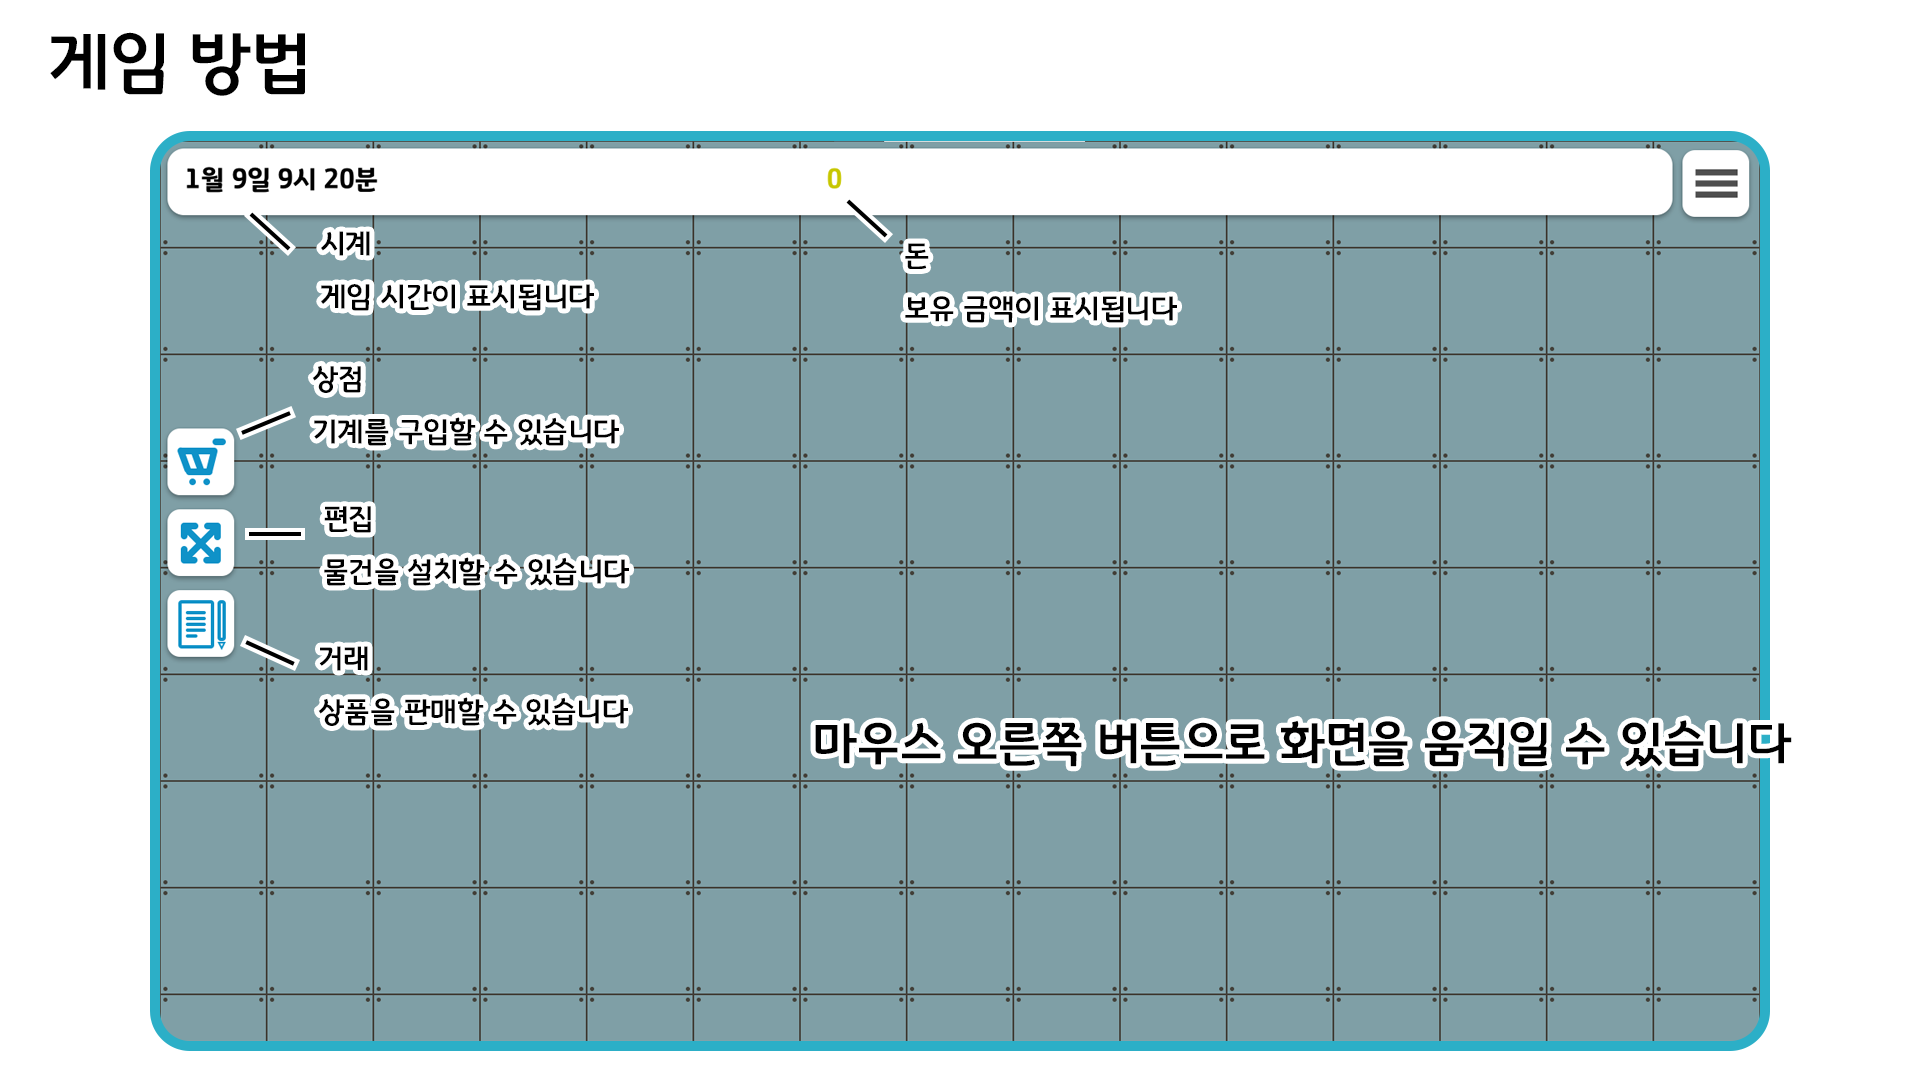 게임 방법
1월 9일 9시 20분
0
시계
게임 시간이 표시됩니다
돈
보유 금액이 표시됩니다
상점
기계를 구입할 수 있습니다
편집
물건을 설치할 수 있습니다
거래
상품을 판매할 수 있습니다
마우스 오른쪽 버튼으로 화면을 움직일 수 있습니다